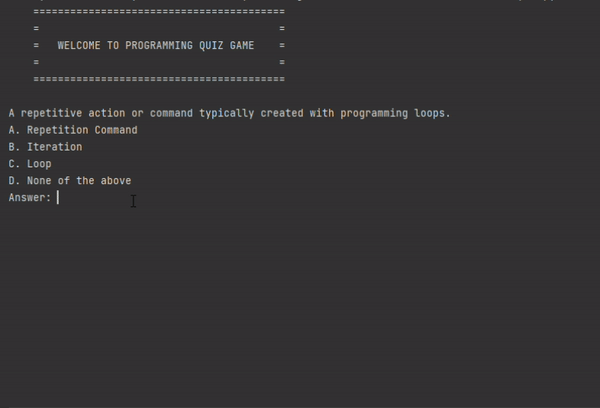 =========================================
=                                       =
=   WELCOME TO PROGRAMMING QUIZ GAME    =
=                                       =
=========================================
A repetitive action or command typically created with programming loops.
A. Repetition Command
B. Iteration
C. Loop
D. None of the above
Answer: